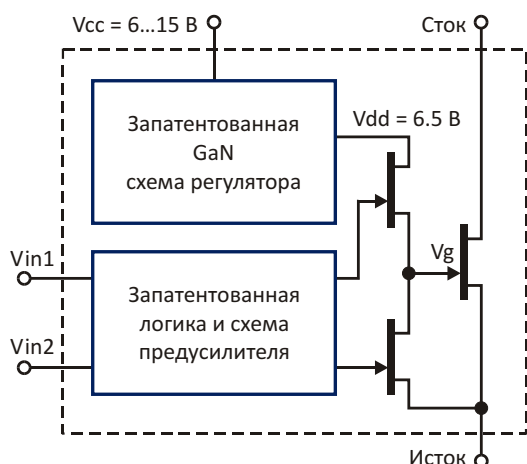 Vcc = 6...15 В
Сток
Запатентованная
GaN
схема регулятора
Vdd = 6.5 В
Vin1
Vg
Запатентованная
логика и схема
предусилителя
Vin2
Исток